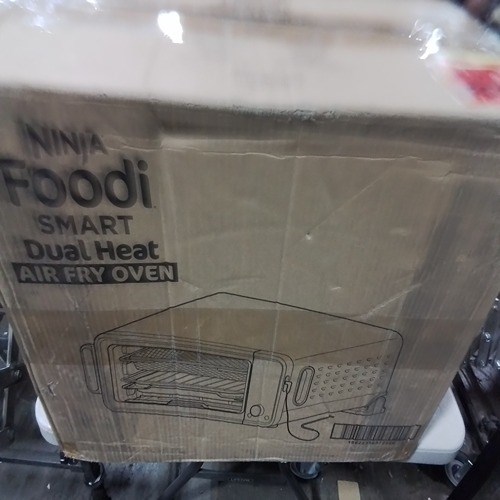 NINJA
Foodi
SMART
Dual Heat
AIR FRY OVEN